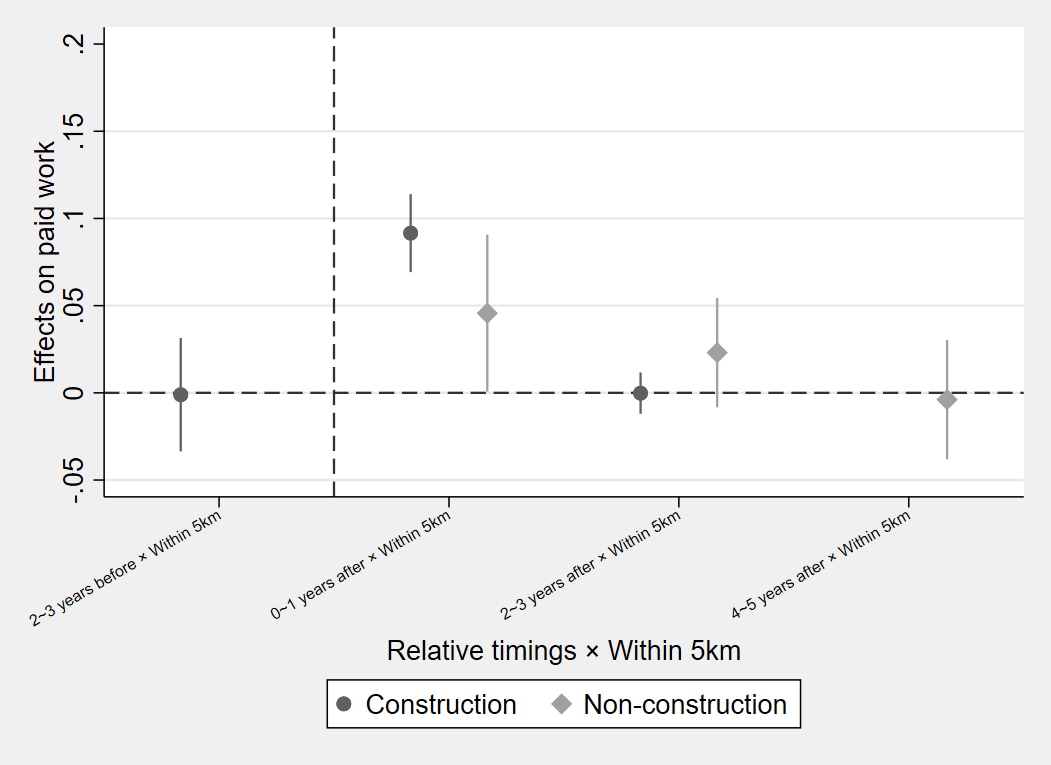 Effects on paid work
.2
.15
.1
.05
0
-.05
2~3 years before × Within 5km
0~1 years after × Within 5km
2~3 years after × Within 5km
4~5 years after × Within 5km
Relative timings × Within 5km
Construction
Non-construction